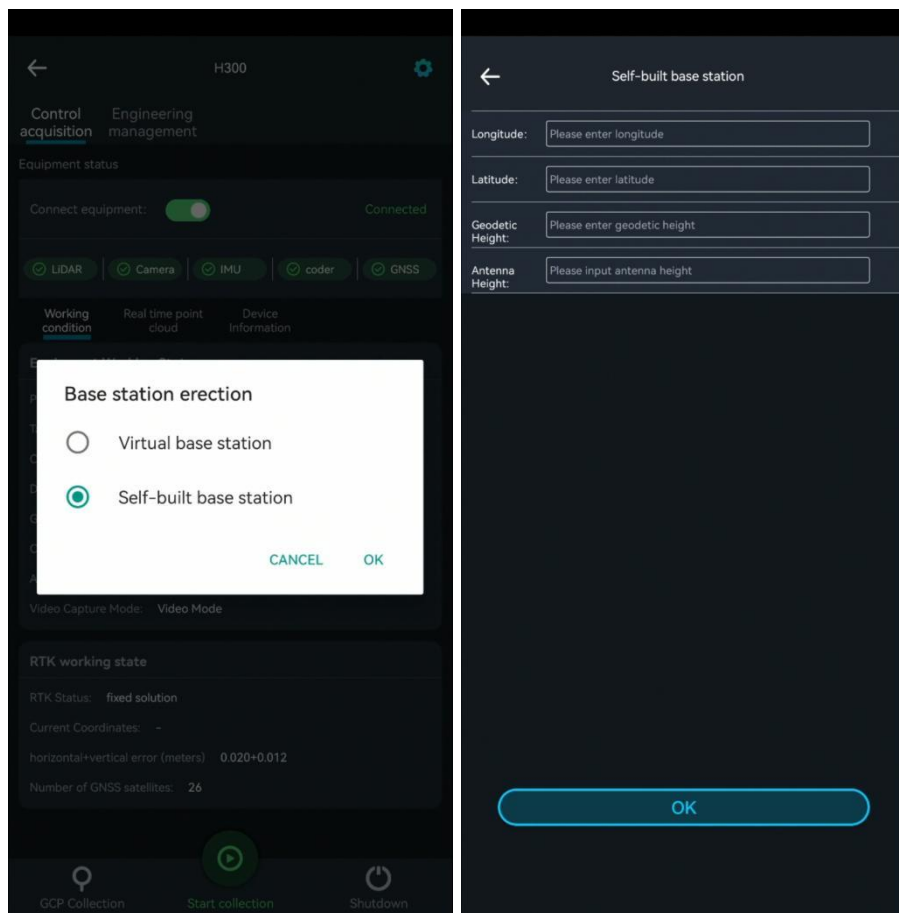 H300
Control
acquisition
Engineering
management
Equipment status
Connect equipment:
Connected
LiDAR
Camera
IMU
coder
GNSS
Working
condition
Real time point
cloud
Device
Information
Base station erection
Virtual base station
Self-built base station
CANCEL
OK
Video Capture Mode: Video Mode
RTK working state
RTK Status: fixed solution
Current Coordinates: -
horizontal+vertical error (meters) 0.020+0.012
Number of GNSS satellites: 26
GCP Collection
Start collection
Shutdown
Self-built base station
Longitude: Please enter longitude
Latitude: Please enter latitude
Geodetic
Height:
Please enter geodetic height
Antenna
Height:
Please input antenna height
OK